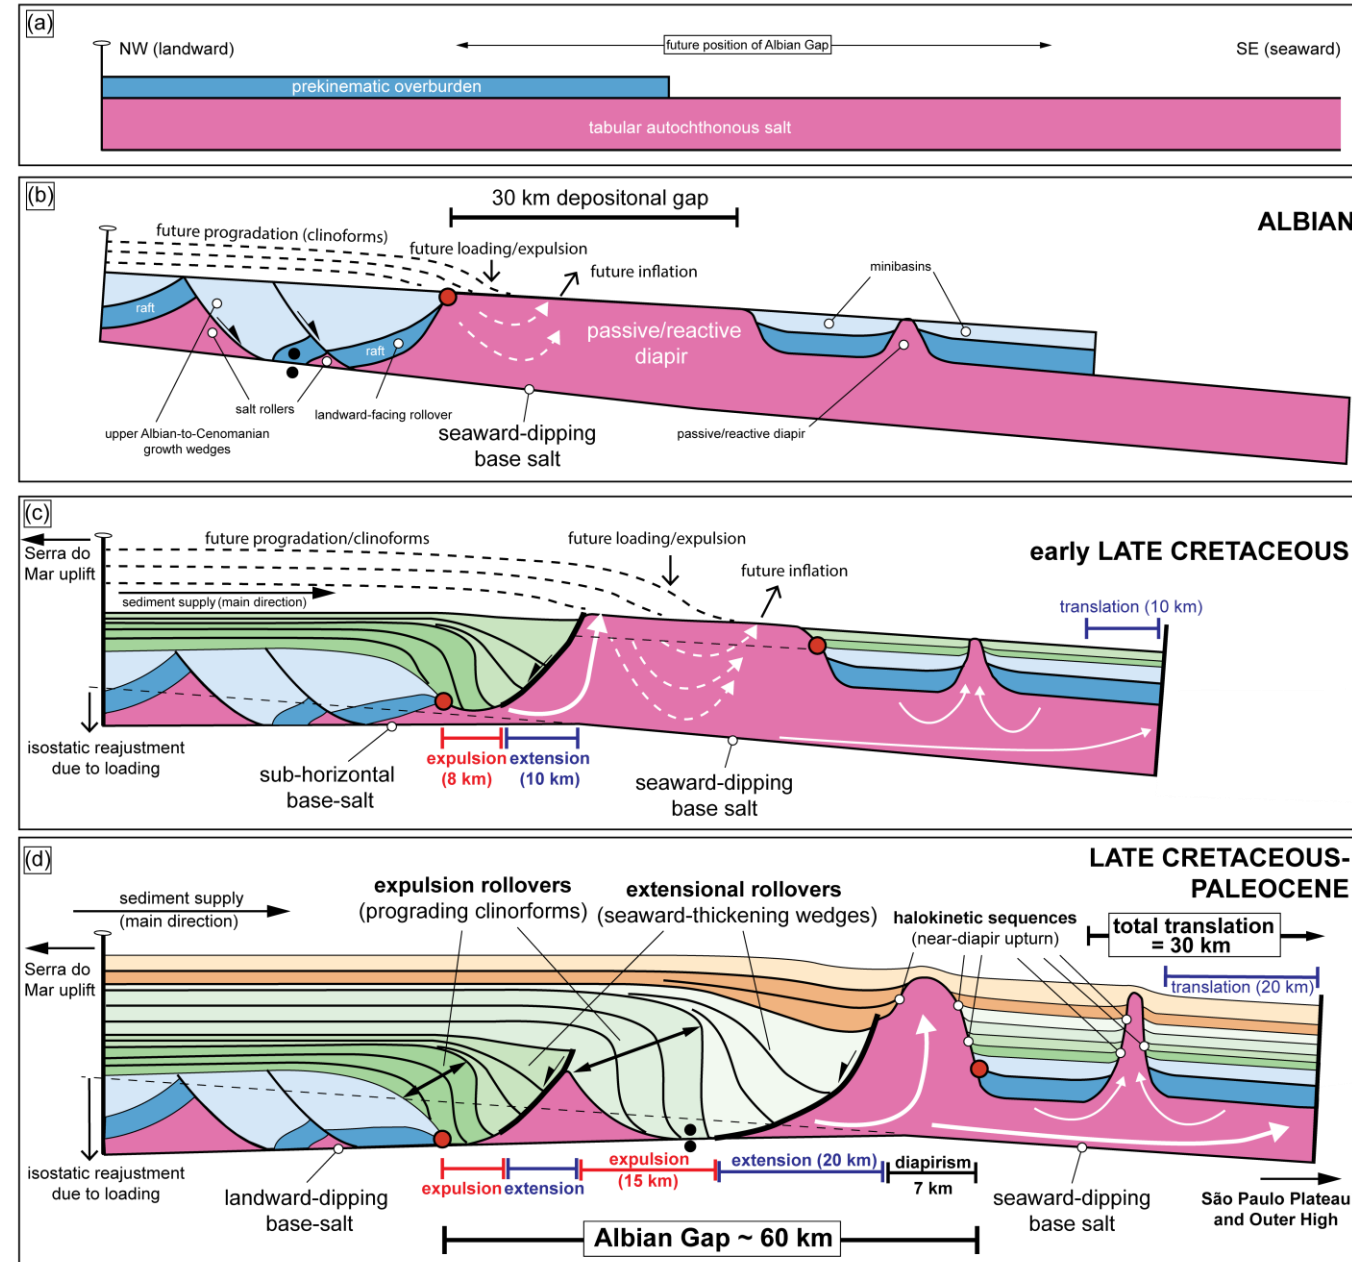 (a)
NW (landward)
future position of Albian Gap
SE (seaward)
prekinematic overburden
tabular autochthonous salt
(b)
30 km depositonal gap
ALBIAN
future progradation (clinoforms)
future loading/expulsion
future inflation
minibasins
raft
passive/reactive
diapir
raft
salt rollers
landward-facing rollover
upper Albian-to-Cenomanian
growth wedges
seaward-dipping
base salt
passive/reactive diapir
(c)
Serra do
Mar uplift
future progradation/clinoforms
future loading/expulsion
early LATE CRETACEOUS
future inflation
sediment supply (main direction)
translation (10 km)
isostatic reajustment
due to loading
expulsion
(8 km)
extension
(10 km)
sub-horizontal
base-salt
seaward-dipping
base salt
(d)
LATE CRETACEOUS-
PALEOCENE
sediment supply
(main direction)
expulsion rollovers
(prograding clinorforms)
extensional rollovers
(seaward-thickening wedges)
halokinetic sequences
(near-diapir upturn)
total translation
= 30 km
Serra do
Mar uplift
translation (20 km)
isostatic reajustment
due to loading
landward-dipping
base-salt
expulsion
extension
expulsion
(15 km)
extension (20 km)
diapirism
7 km
seaward-dipping
base salt
São Paulo Plateau
and Outer High
Albian Gap ~ 60 km